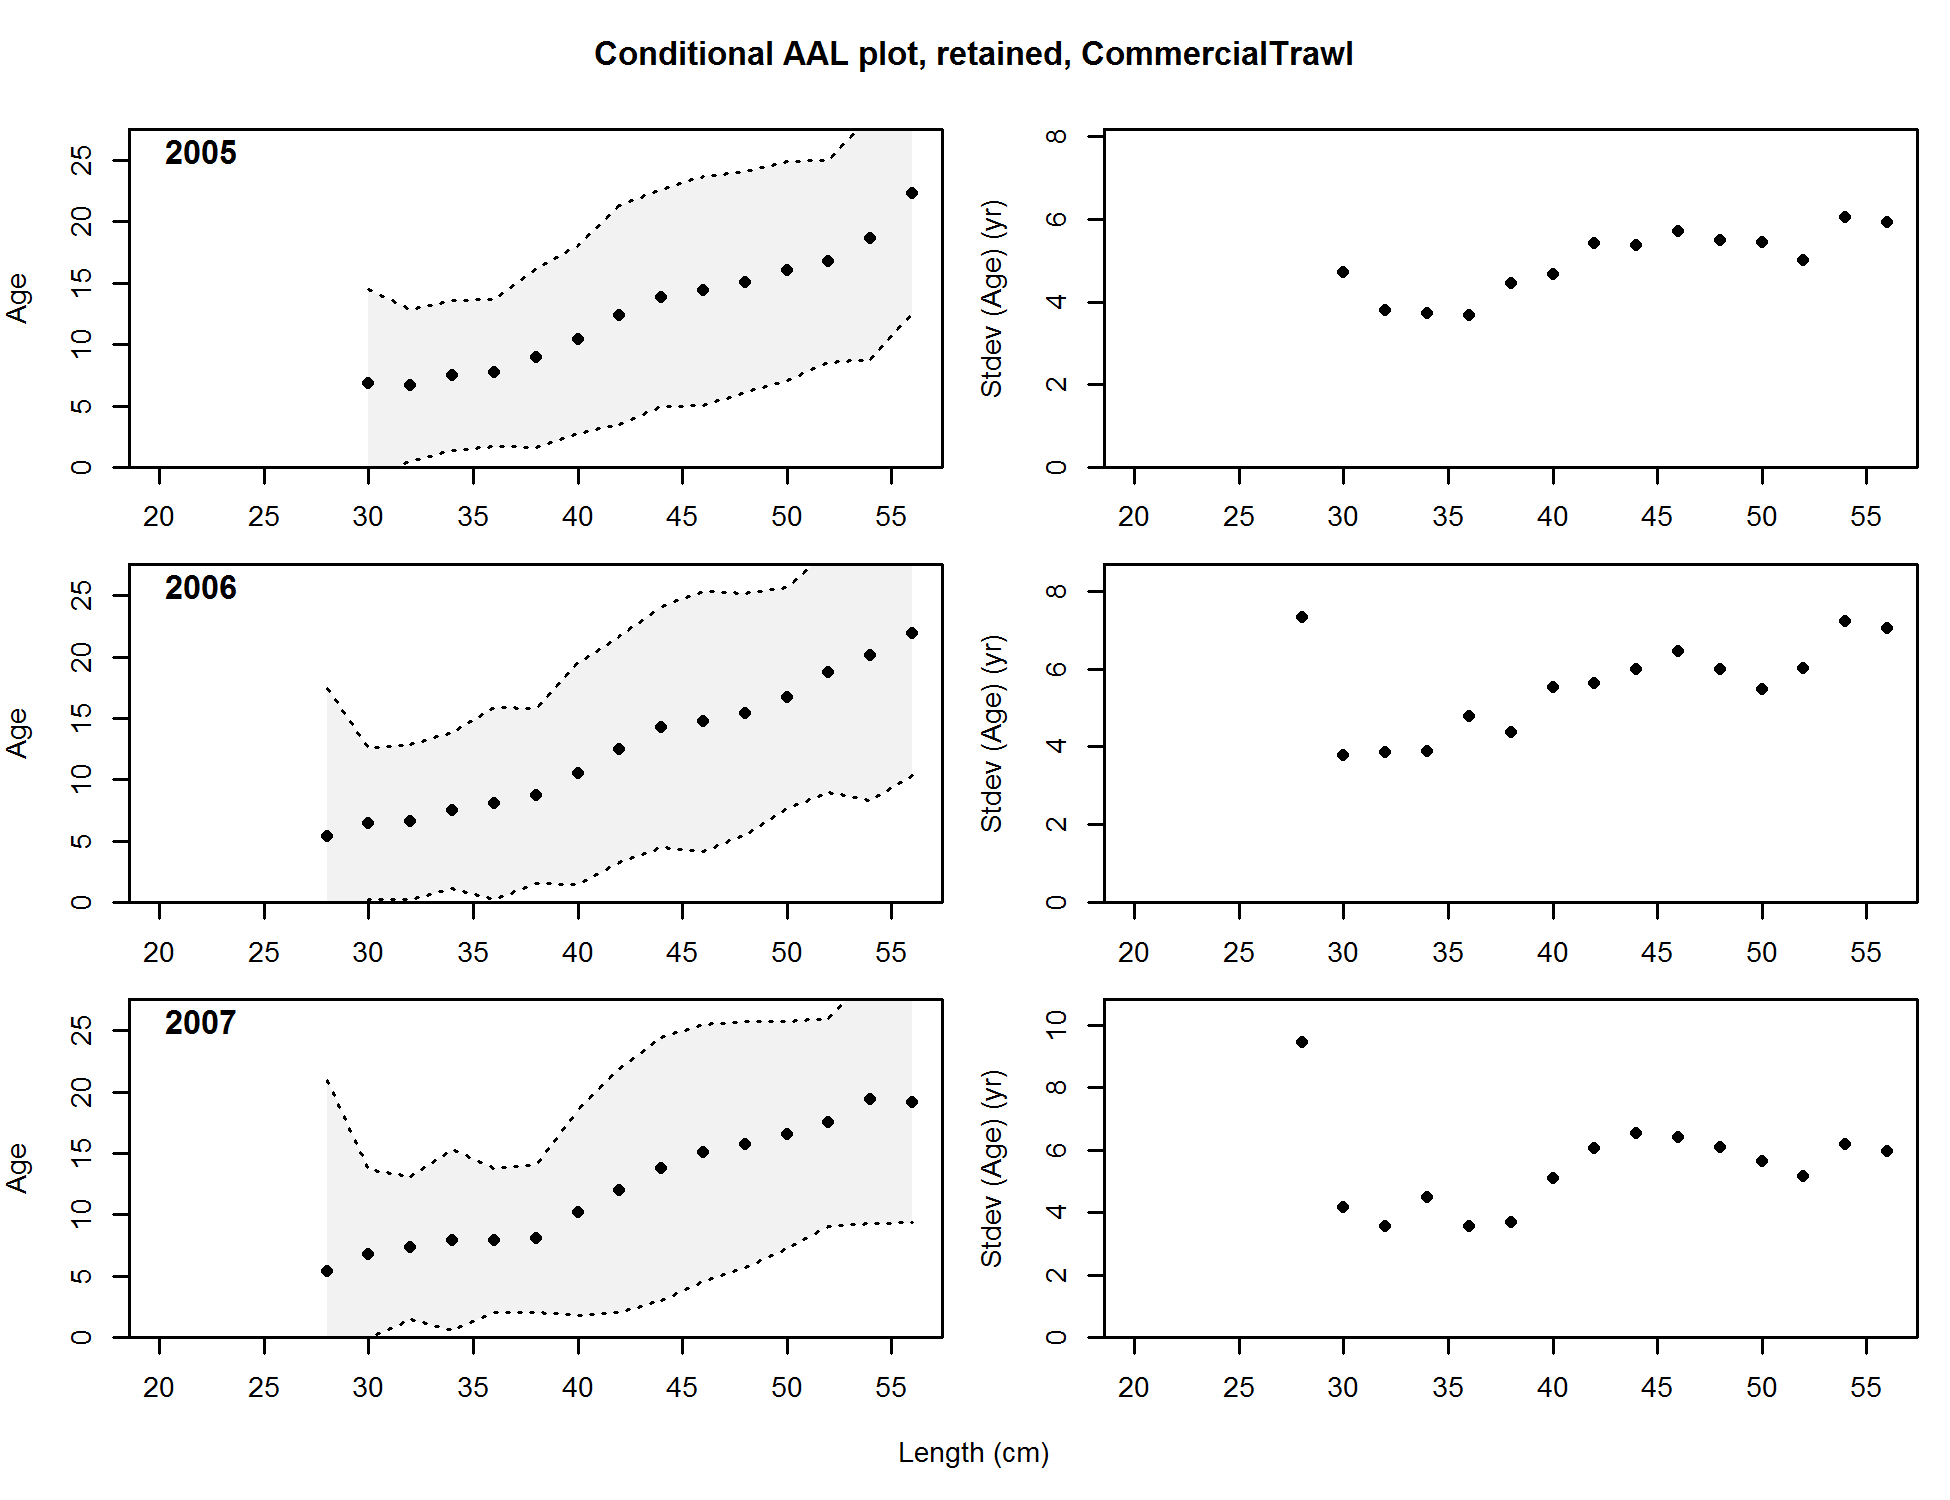 Conditional AAL plot, retained, CommercialTrawl
2005
Age
0 5 10 15 20 25
20 25 30 35 40 45 50 55
Stdev (Age) (yr)
0 2 4 6 8
20 25 30 35 40 45 50 55
2006
Age
0 5 10 15 20 25
20 25 30 35 40 45 50 55
Stdev (Age) (yr)
0 2 4 6 8
20 25 30 35 40 45 50 55
2007
Age
0 5 10 15 20 25
20 25 30 35 40 45 50 55
Stdev (Age) (yr)
0 2 4 6 8 10
20 25 30 35 40 45 50 55
Length (cm)